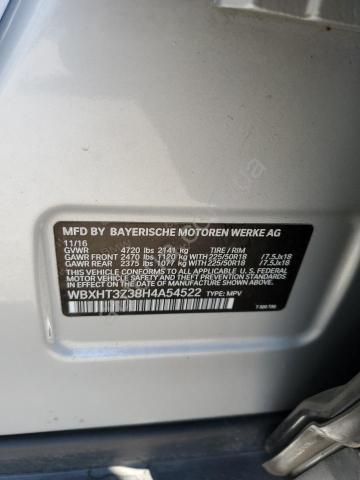 MFD BY BAYERISCHE MOTOREN WERKE AG
11/16
GVWR 4720 lbs 2141 kg TIRE / RIM
GAWR FRONT 2470 lbs 1120 kg WITH 225/50R18 /7.5Jx18
GAWR REAR 2375 lbs 1077 kg WITH 225/50R18 /7.5Jx18
THIS VEHICLE CONFORMS TO ALL APPLICABLE FEDERAL
MOTOR VEHICLE SAFETY, BUMPER, AND THEFT PREVENTION
STANDARDS IN EFFECT ON THE DATE OF MANUFACTURE SHOWN ABOVE.
WBXHT3Z38H4A54522 TYPE: MPV